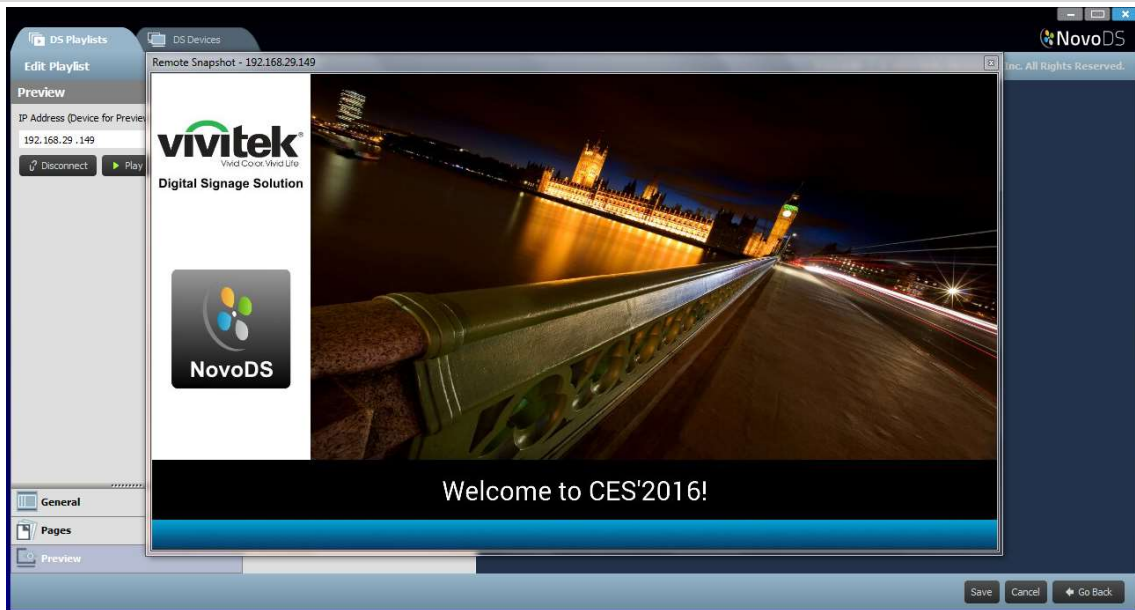 DS Playlists
DS Devices
NovoDS
Edit Playlist
Inc. All Rights Reserved.
Remote Snapshot - 192.168.29.149
Preview
IP Address (Device for Preview
192.168.29.149
Disconnect
Play
vivitek®
Vivid Color, Vivid Life
Digital Signage Solution
NovoDS
Welcome to CES'2016!
General
Pages
Preview
Save
Cancel
Go Back